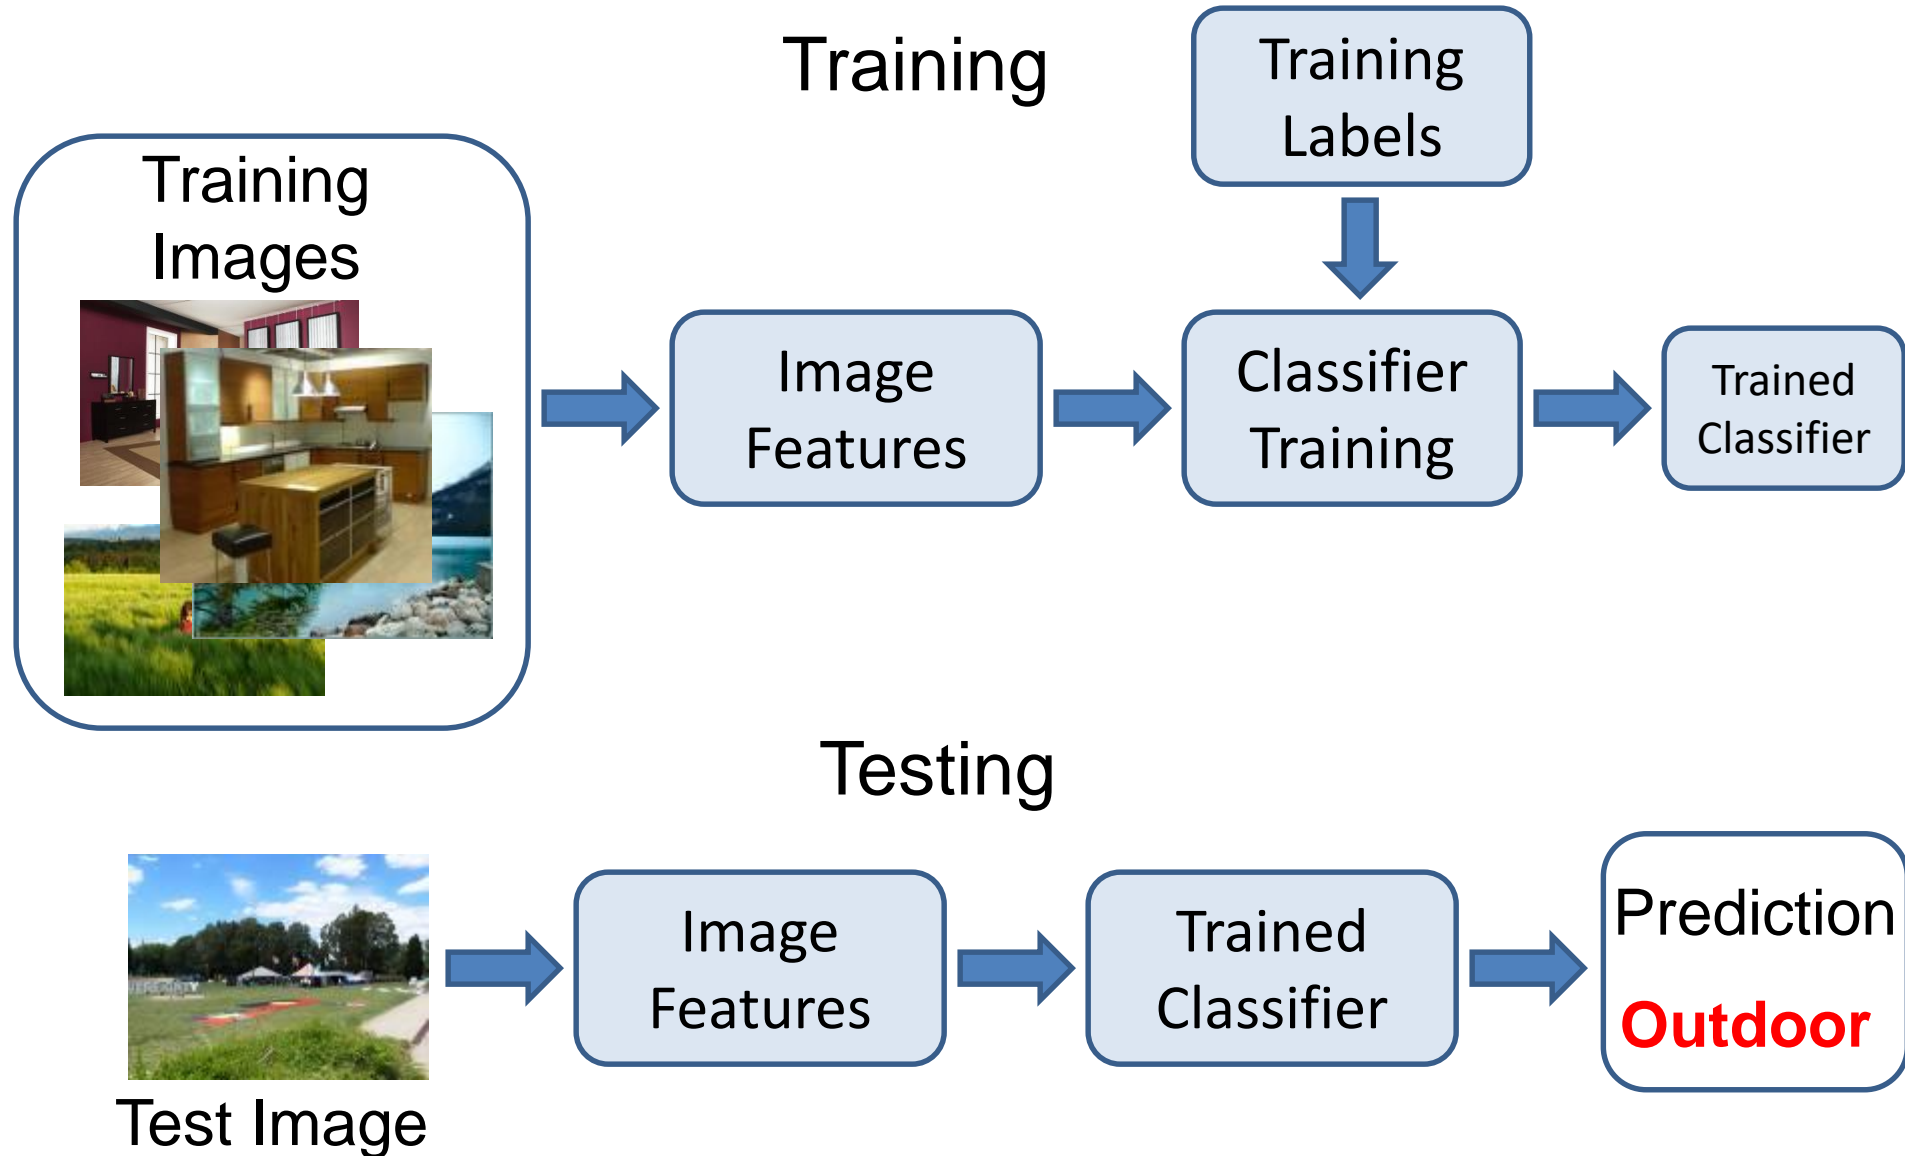 Training
Training
Labels
Training
Images
Image
Features
Classifier
Training
Trained
Classifier
Testing
Image
Features
Trained
Classifier
Prediction
Outdoor
Test Image